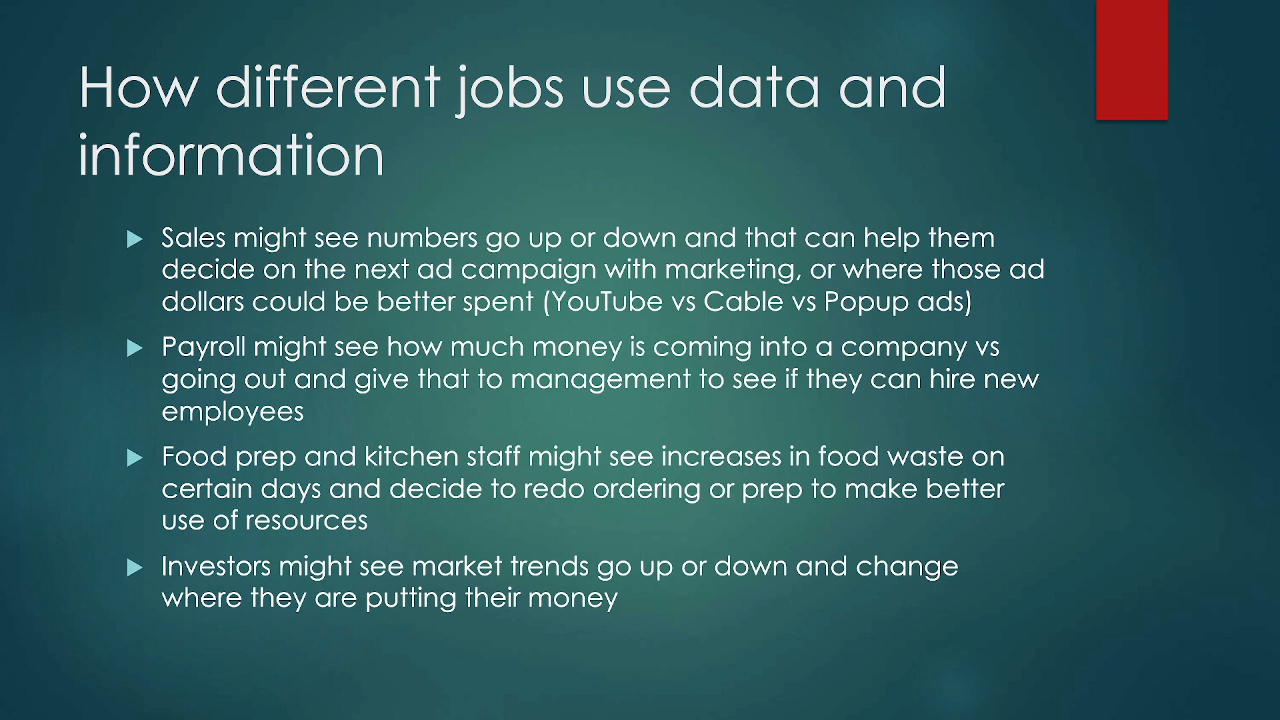 How different jobs use data and
information
Sales might see numbers go up or down and that can help them
decide on the next ad campaign with marketing, or where those ad
dollars could be better spent (YouTube vs Cable vs Popup ads)
Payroll might see how much money is coming into a company vs
going out and give that to management to see if they can hire new
employees
Food prep and kitchen staff might see increases in food waste on
certain days and decide to redo ordering or prep to make better
use of resources
Investors might see market trends go up or down and change
where they are putting their money